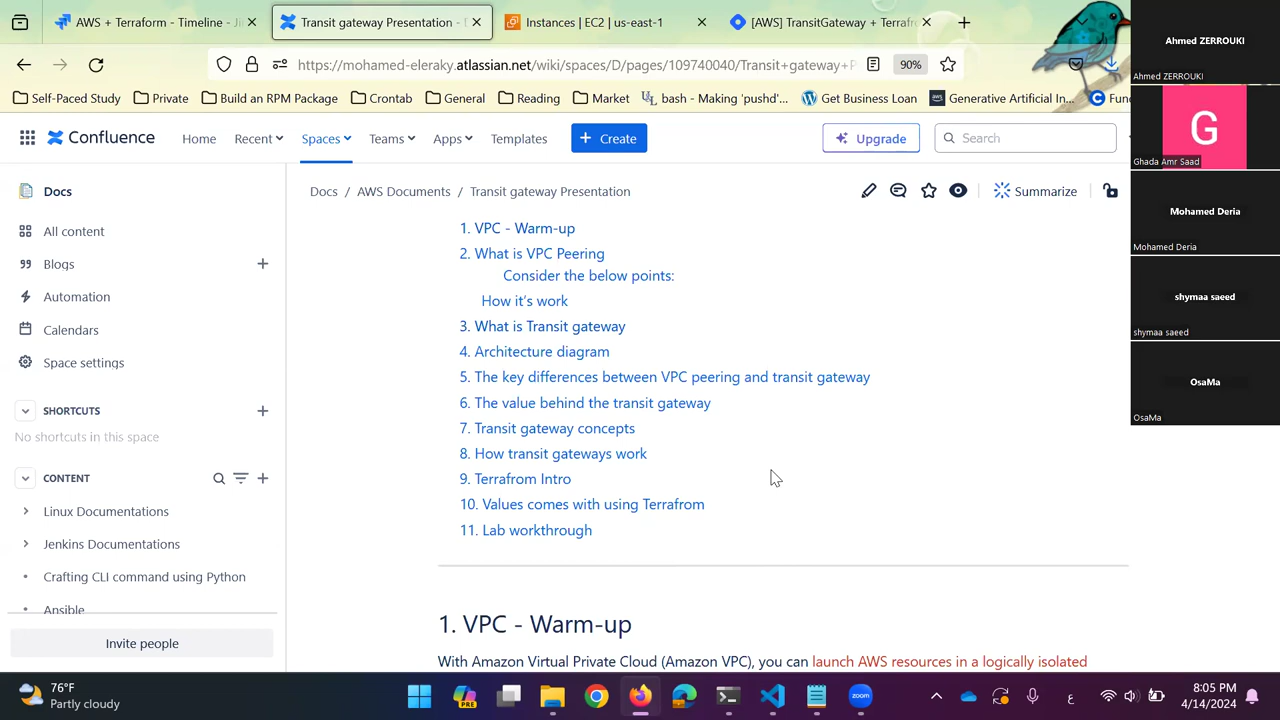 AWS + Terraform - Timeline - Ji
Transit gateway Presentation -
Instances | EC2 | us-east-1
[AWS] TransitGateway + Terrafr
https://mohamed-eleraky.atlassian.net/wiki/spaces/D/pages/109740040/Transit+gateway+P
90%
Self-Paced Study
Private
Build an RPM Package
Crontab
General
Reading
Market
bash - Making 'pushd'...
Get Business Loan
Generative Artificial In...
Fun
Confluence
Home
Recent
Spaces
Teams
Apps
Templates
+ Create
Upgrade
Search
Docs
All content
Blogs
Automation
Calendars
Space settings
SHORTCUTS
No shortcuts in this space
CONTENT
Linux Documentations
Jenkins Documentations
Crafting CLI command using Python
Ansible
Invite people
Docs / AWS Documents / Transit gateway Presentation
Summarize
1. VPC - Warm-up
2. What is VPC Peering
Consider the below points:
How it's work
3. What is Transit gateway
4. Architecture diagram
5. The key differences between VPC peering and transit gateway
6. The value behind the transit gateway
7. Transit gateway concepts
8. How transit gateways work
9. Terrafrom Intro
10. Values comes with using Terrafrom
11. Lab workthrough
1. VPC - Warm-up
With Amazon Virtual Private Cloud (Amazon VPC), you can launch AWS resources in a logically isolated
Ahmed ZERROUKI
Ahmed ZERROUKI
G
Ghada Amr Saad
Mohamed Deria
Mohamed Deria
shymaa saeed
shymaa saeed
OsaMa
OsaMa
76°F
Partly cloudy
PRE
zoom
ع
8:05 PM
4/14/2024